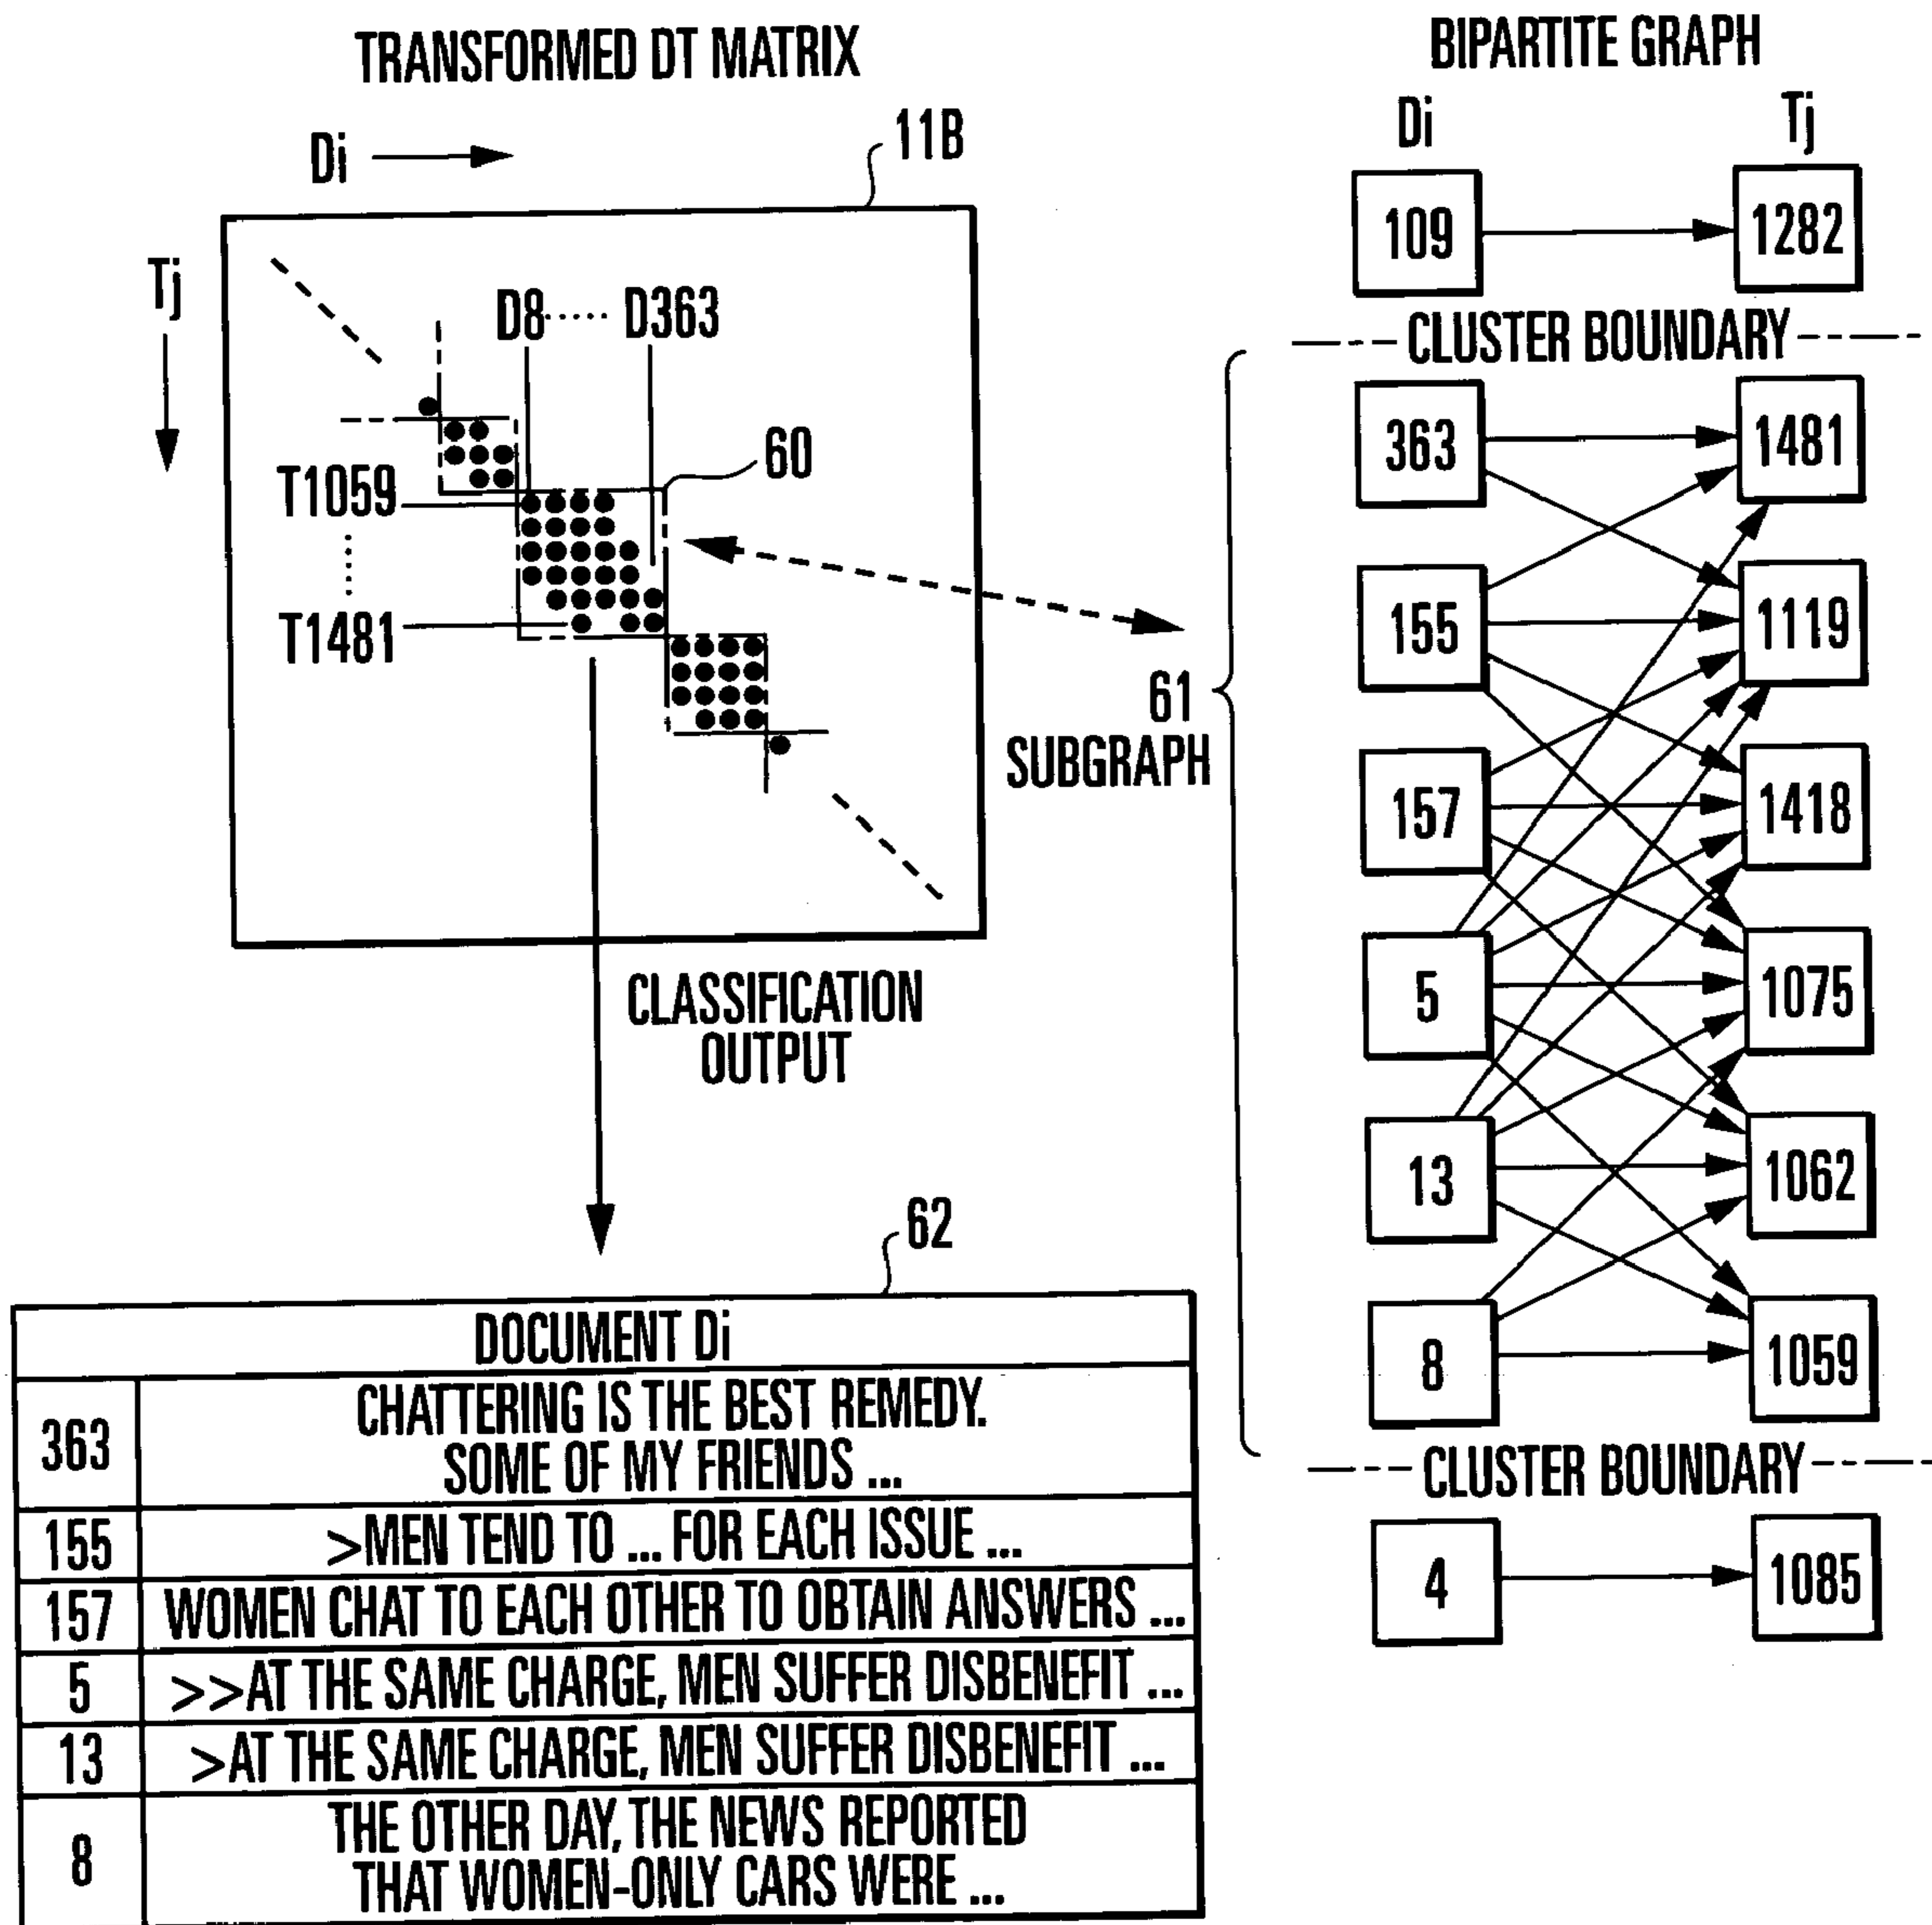 TRANSFORMED DT MATRIX
Di
11B
Tj
D8 ..... D363
60
T1059
T1481
CLASSIFICATION
OUTPUT
61
SUBGRAPH
BIPARTITE GRAPH
Di Tj
109 1282
CLUSTER BOUNDARY
363 1481
155 1119
157 1418
5 1075
13 1062
8 1059
CLUSTER BOUNDARY
4 1085
62
DOCUMENT Di
363 CHATTERING IS THE BEST REMEDY.
SOME OF MY FRIENDS ...
155 >MEN TEND TO ... FOR EACH ISSUE ...
157 WOMEN CHAT TO EACH OTHER TO OBTAIN ANSWERS ...
5 >>AT THE SAME CHARGE, MEN SUFFER DISBENEFIT ...
13 >AT THE SAME CHARGE, MEN SUFFER DISBENEFIT ...
8 THE OTHER DAY, THE NEWS REPORTED
THAT WOMEN-ONLY CARS WERE ...